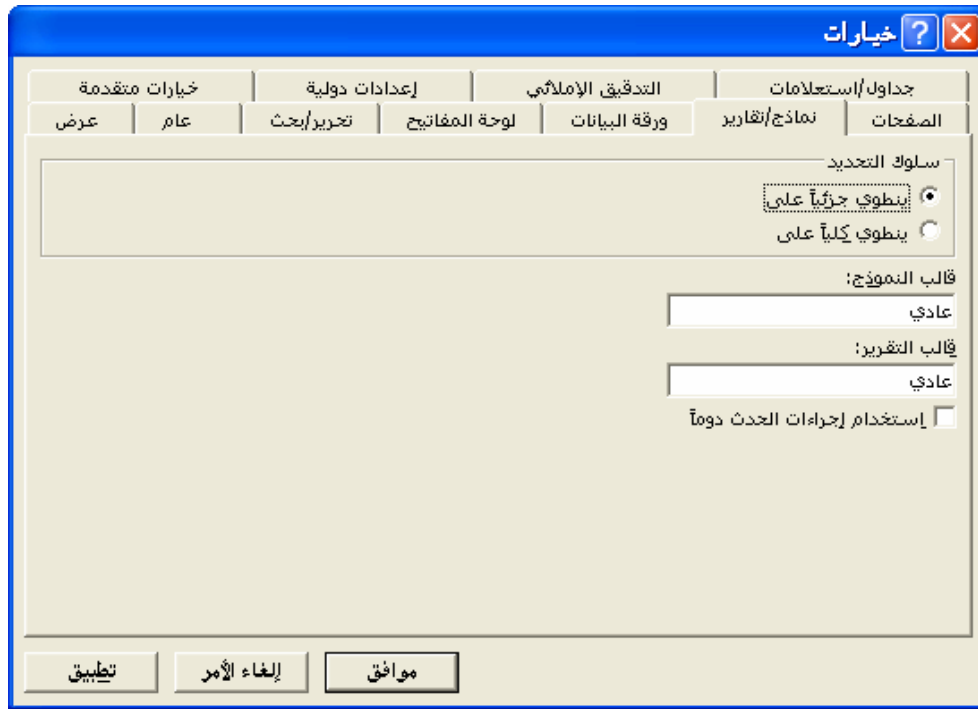 خيارات
جداول/استعلامات التدقيق الإملائي إعدادات دولية خيارات متقدمة
الصفحات نماذج/تقارير ورقة البيانات لوحة المفاتيح تحرير/بحث عام عرض
سلوك التحديد
ينطوي جزئياً على
ينطوي كلياً على
قالب النموذج:
عادي
قالب التقرير:
عادي
إستخدام إجراءات الحدث دوماً
موافق إلغاء الأمر تطبيق